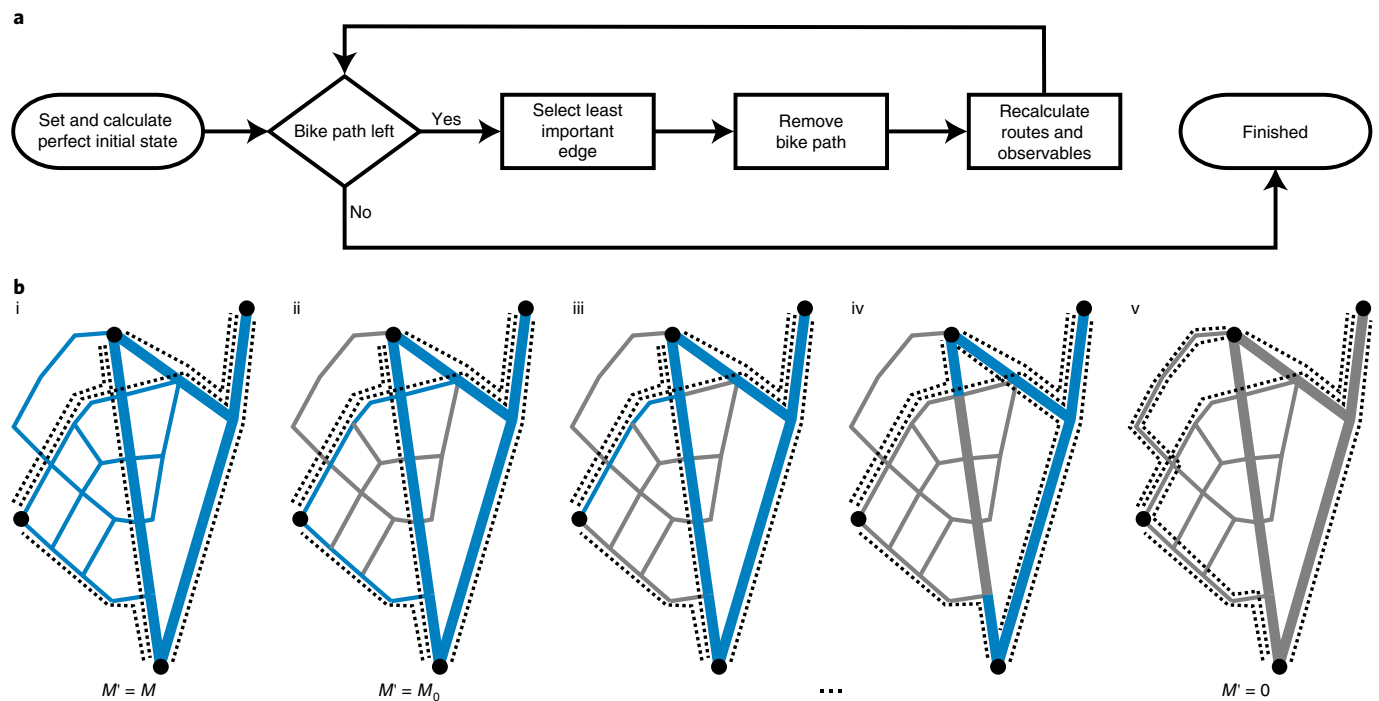 a
Set and calculate
perfect initial state
Bike path left
Yes
Select least
important
edge
Remove
bike path
Recalculate
routes and
observables
Finished
No
b
i
ii
iii
iv
v
M' = M
M' = M0
...
M' = 0